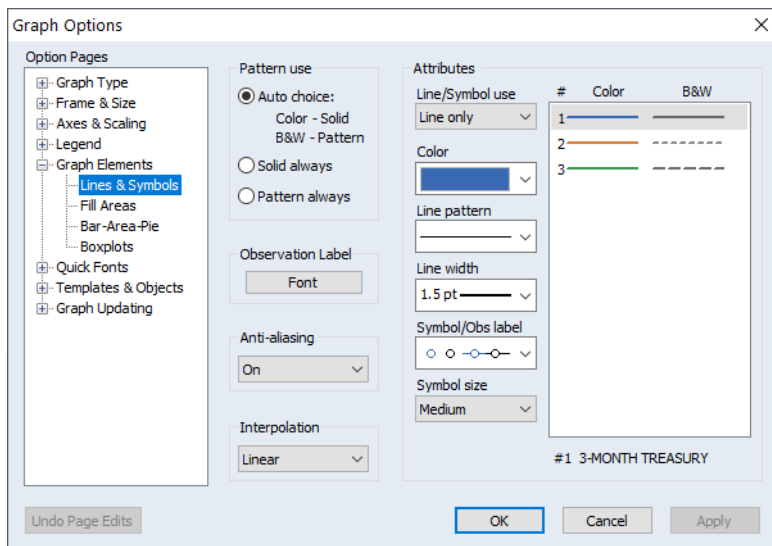 Graph Options
Option Pages
Graph Type
Frame & Size
Axes & Scaling
Legend
Graph Elements
Lines & Symbols
Fill Areas
Bar-Area-Pie
Boxplots
Quick Fonts
Templates & Objects
Graph Updating
Pattern use
Auto choice:
Color - Solid
B&W - Pattern
Solid always
Pattern always
Observation Label
Font
Anti-aliasing
On
Interpolation
Linear
Attributes
Line/Symbol use
Line only
Color
Line pattern
Line width
1.5 pt
Symbol/Obs label
Symbol size
Medium
# Color B&W
1
2
3
#1 3-MONTH TREASURY
Undo Page Edits
OK
Cancel
Apply